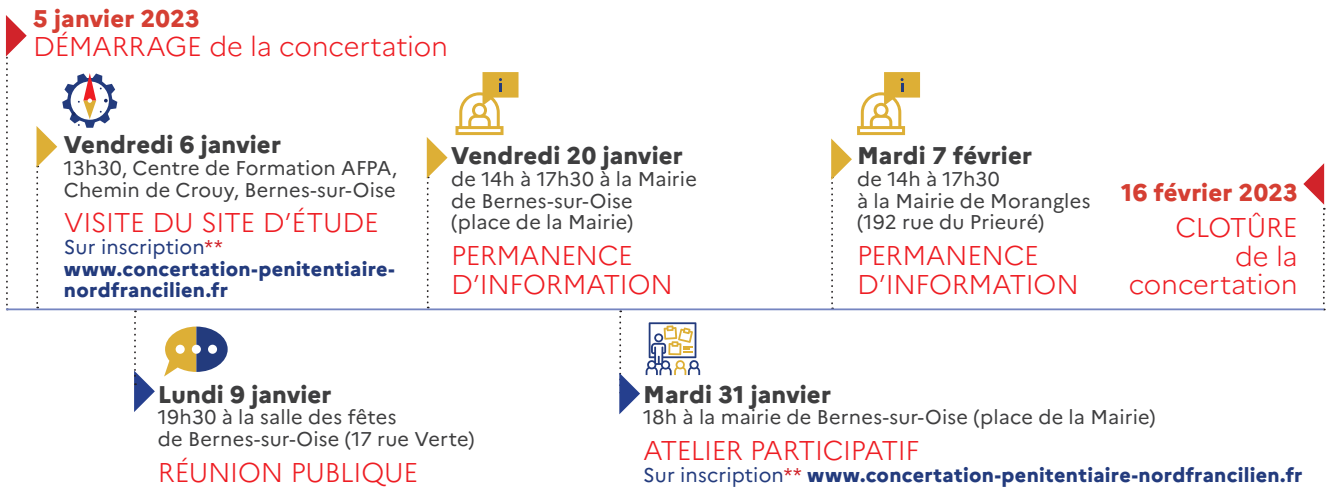 5 janvier 2023
DÉMARRAGE de la concertation
i
Vendredi 6 janvier
13h30, Centre de Formation AFPA,
Chemin de Crouy, Bernes-sur-Oise
VISITE DU SITE D'ÉTUDE
Sur inscription**
www.concertation-penitentiaire-
nordfrancilien.fr
Vendredi 20 janvier
de 14h à 17h30 à la Mairie
de Bernes-sur-Oise
(place de la Mairie)
PERMANENCE
D'INFORMATION
i
Mardi 7 février
de 14h à 17h30
à la Mairie de Morangles
(192 rue du Prieuré)
PERMANENCE
D'INFORMATION
16 février 2023
CLOTÛRE
de la
concertation
Lundi 9 janvier
19h30 à la salle des fêtes
de Bernes-sur-Oise (17 rue Verte)
RÉUNION PUBLIQUE
Mardi 31 janvier
18h à la mairie de Bernes-sur-Oise (place de la Mairie)
ATELIER PARTICIPATIF
Sur inscription** www.concertation-penitentiaire-nordfrancilien.fr